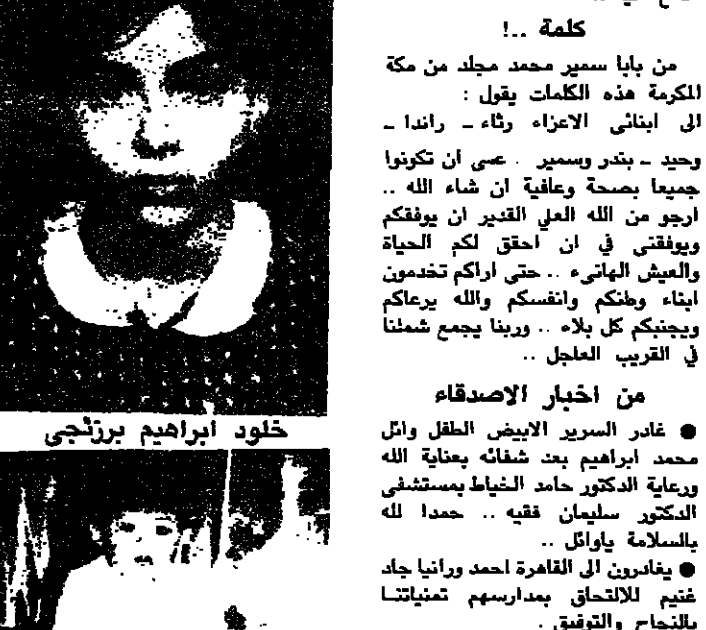 كلمة ..!
من بابا سمير محمد مجلد من مكة
المكرمة هذه الكلمات يقول :
الى ابنائى الاعزاء رثاء ـ راندا ـ
وحيد ـ بندر وسمير . عسى ان تكونوا
جميعا بصحة وعافية ان شاء الله ..
ارجو من الله العلي القدير ان يوفقكم
ويوفقنى في ان احقق لكم الحياة
والعيش الهانىء .. حتى اراكم تخدمون
ابناء وطنكم وانفسكم والله يرعاكم
ويجنبكم كل بلاء .. وربنا يجمع شملنا
في القريب العاجل ..
من اخبار الاصدقاء
● غادر السرير الابيض الطفل وائل
محمد ابراهيم بعد شفائه بعناية الله
ورعاية الدكتور حامد الخياط بمستشفى
الدكتور سليمان فقيه .. حمدا لله
بالسلامة ياوائل ..
● يغادرون الى القاهرة احمد ورانيا جاد
غنيم للالتحاق بمدارسهم تمنياتنا
بالنجاح والتوفيق .
خلود ابراهيم برزنجى